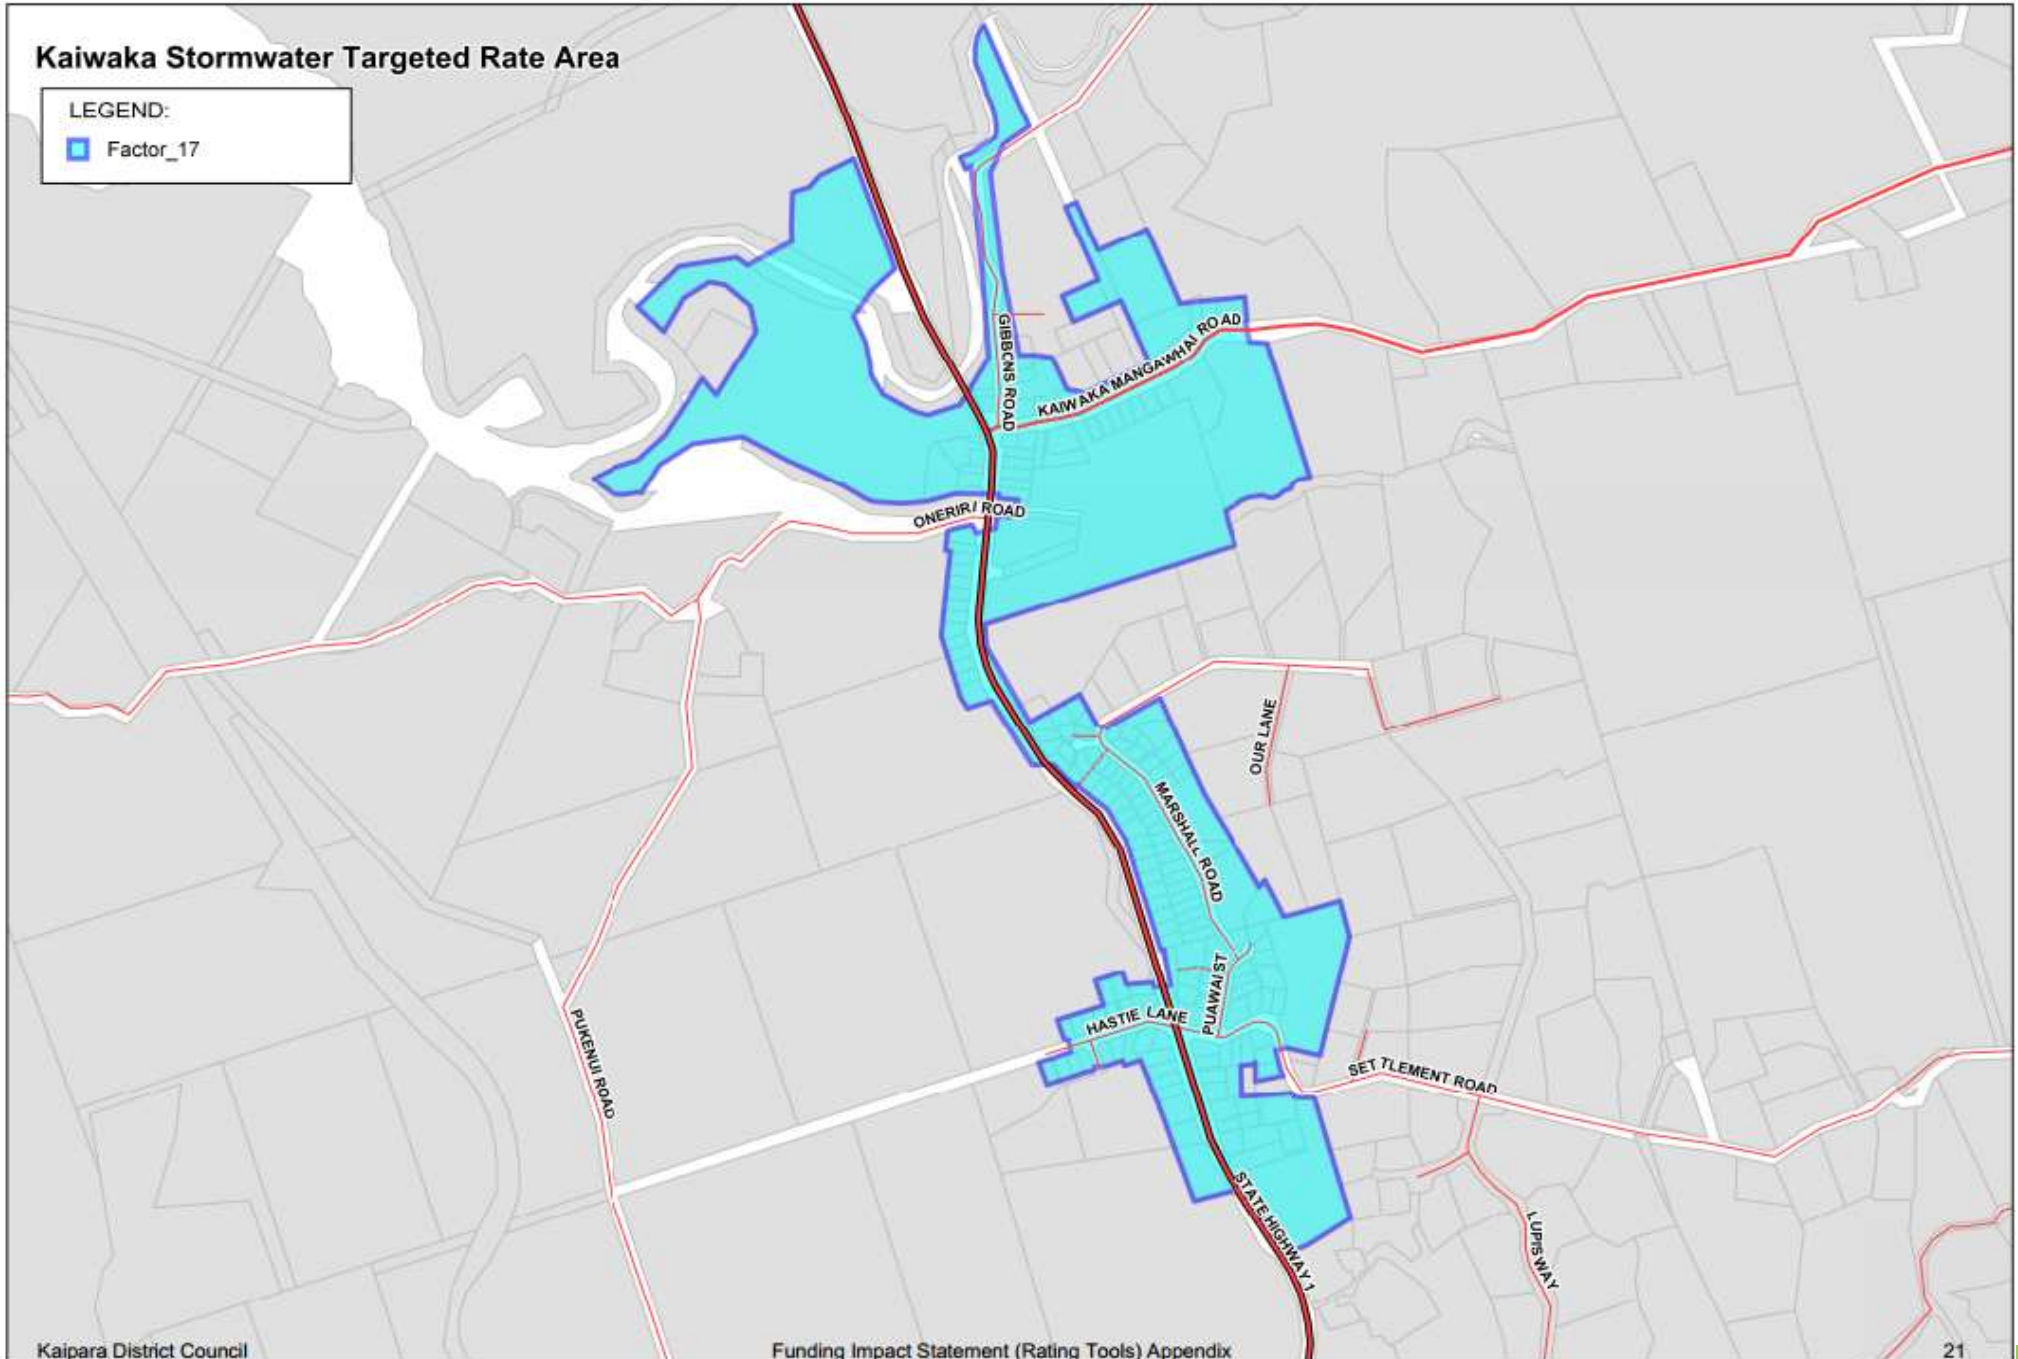 Kaiwaka Stormwater Targeted Rate Area
LEGEND:
Factor_17
GIBBONS ROAD
KAIWAKA MANGAWHAI ROAD
ONERIRI ROAD
OUR LANE
MARSHALL ROAD
PUAWAI ST
HASTIE LANE
PUKENUI ROAD
SETTLEMENT ROAD
STATE HIGHWAY 1
LUPIS WAY
Kaipara District Council
Funding Impact Statement (Rating Tools) Appendix
21